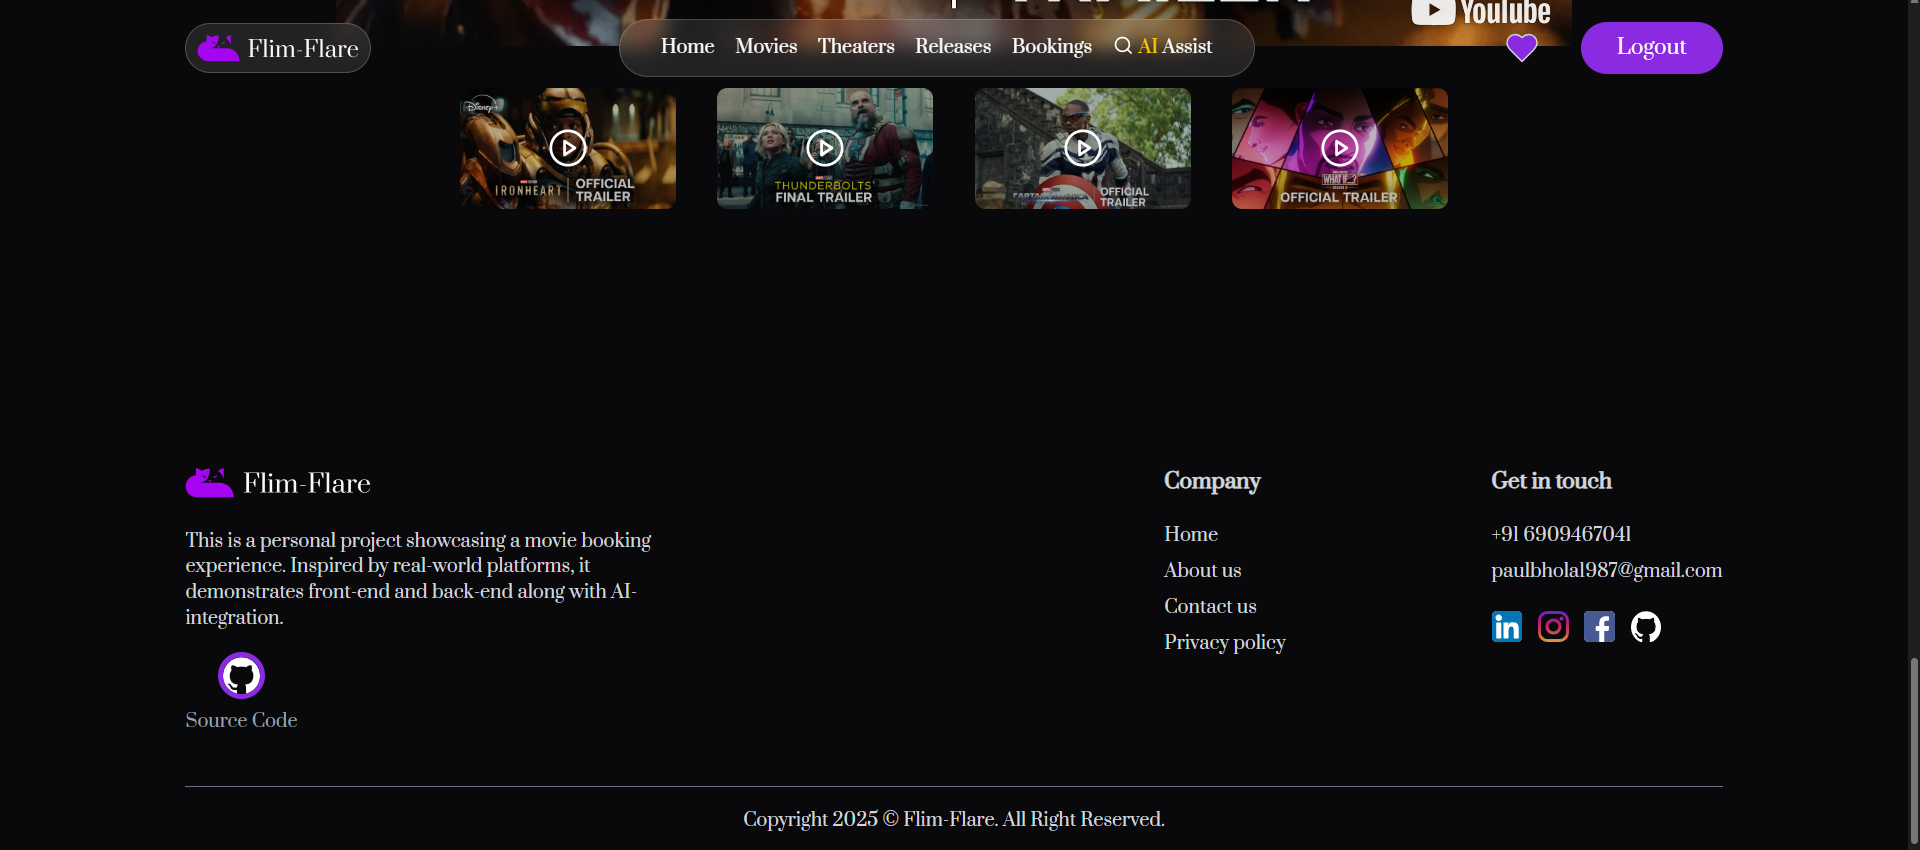 YouTube
Flim-Flare
Home Movies Theaters Releases Bookings AI Assist
Logout
Disney+
IRONHEART OFFICIAL TRAILER
THUNDERBOLTS*
FINAL TRAILER
OFFICIAL
TRAILER
WHAT IF...?
OFFICIAL TRAILER
Flim-Flare
This is a personal project showcasing a movie booking
experience. Inspired by real-world platforms, it
demonstrates front-end and back-end along with AI-
integration.
Source Code
Company
Home
About us
Contact us
Privacy policy
Get in touch
+91 6909467041
paulbhola1987@gmail.com
in
f
Copyright 2025 © Flim-Flare. All Right Reserved.